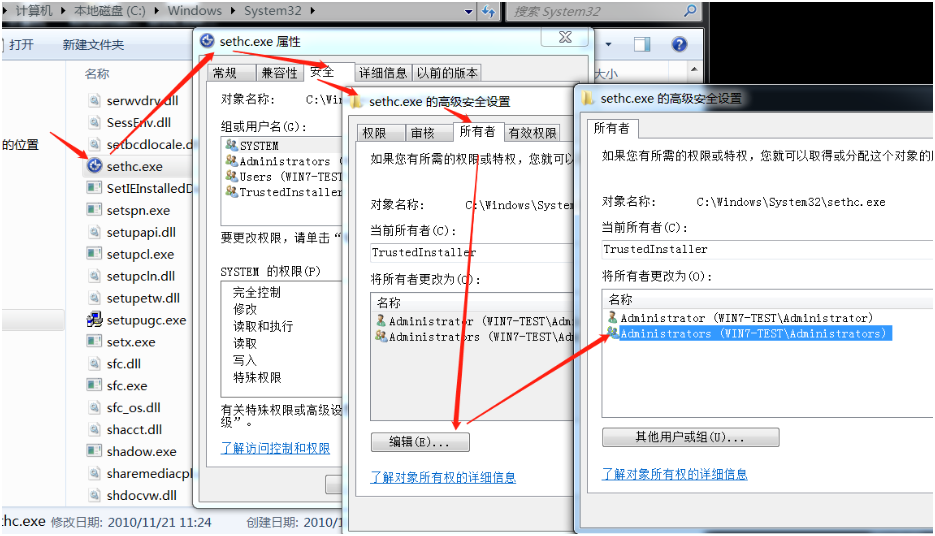 计算机 ▸ 本地磁盘 (C:) ▸ Windows ▸ System32 ▸
搜索 System32
打开
新建文件夹
名称
大小
的位置
serwvdrv.dll
SessEnv.dll
setbcdlocale.d
sethc.exe
SetIEInstalledD
setspn.exe
setupapi.dll
setupcl.exe
setupcln.dll
setupetw.dll
setupugc.exe
setx.exe
sfc.dll
sfc.exe
sfc_os.dll
shacct.dll
shadow.exe
sharemediacpl
shdocvw.dll
thc.exe 修改日期: 2010/11/21 11:24
创建日期: 2010/1
sethc.exe 属性
常规
兼容性
安全
详细信息
以前的版本
对象名称:
C:\Win
组或用户名(G):
SYSTEM
Administrators (
Users (WIN7-TEST
TrustedInstaller
要更改权限，请单击“
SYSTEM 的权限(P)
完全控制
修改
读取和执行
读取
写入
特殊权限
有关特殊权限或高级设
级”。
了解访问控制和权限
sethc.exe 的高级安全设置
权限
审核
所有者
有效权限
如果您有所需的权限或特权，您就可以
对象名称:
C:\Windows\System
当前所有者(C):
TrustedInstaller
将所有者更改为(O):
名称
Administrator (WIN7-TEST\Adm
Administrators (WIN7-TEST\Ad
编辑(E)...
了解对象所有权的详细信息
sethc.exe 的高级安全设置
所有者
如果您有所需的权限或特权，您就可以取得或分配这个对象的
对象名称:
C:\Windows\System32\sethc.exe
当前所有者(C):
TrustedInstaller
将所有者更改为(O):
名称
Administrator (WIN7-TEST\Administrator)
Administrators (WIN7-TEST\Administrators)
其他用户或组(U)...
了解对象所有权的详细信息